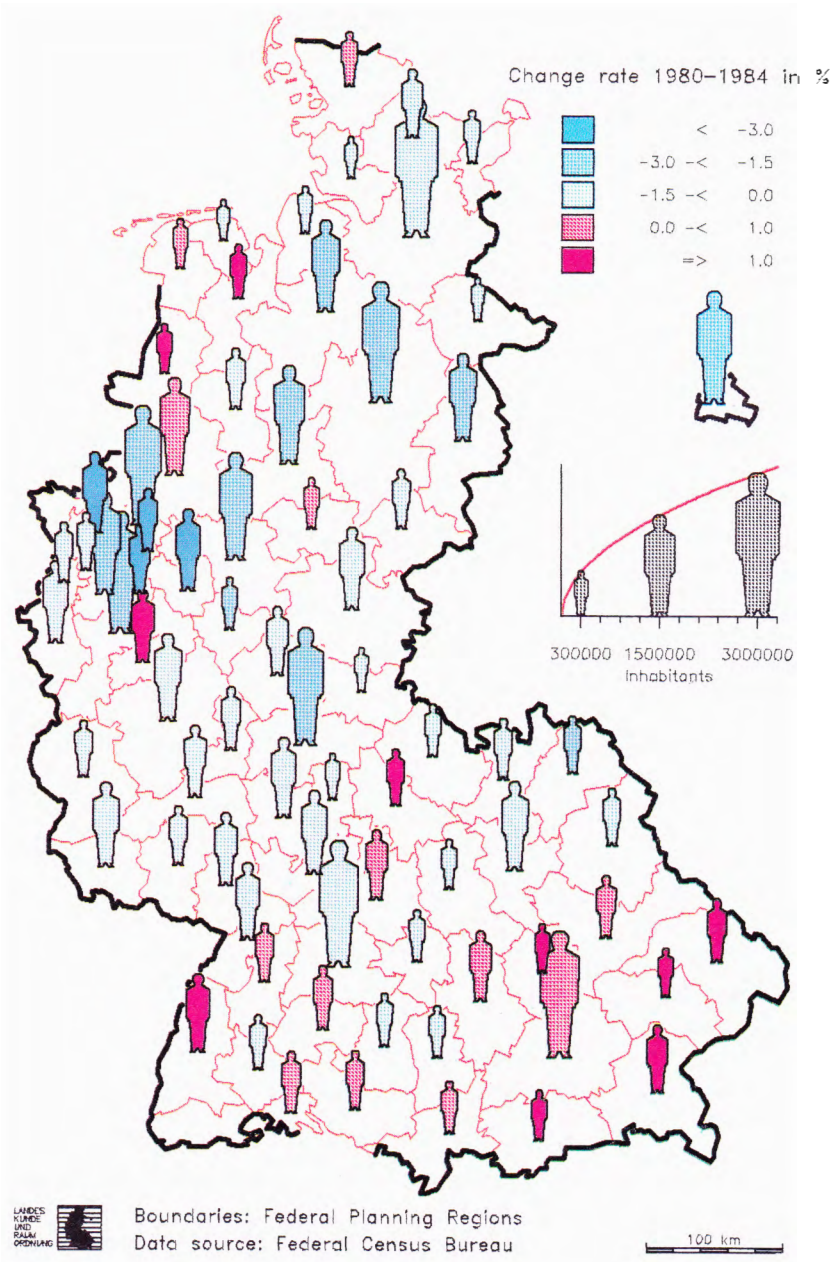 Change rate 1980-1984 in %
< -3.0
-3.0 -< -1.5
-1.5 -< 0.0
0.0 -< 1.0
=> 1.0
300000 1500000 3000000
Inhabitants
LANDES
KUNDE
UND
RAUM
ORDNUNG
Boundaries: Federal Planning Regions
Data source: Federal Census Bureau
100 km